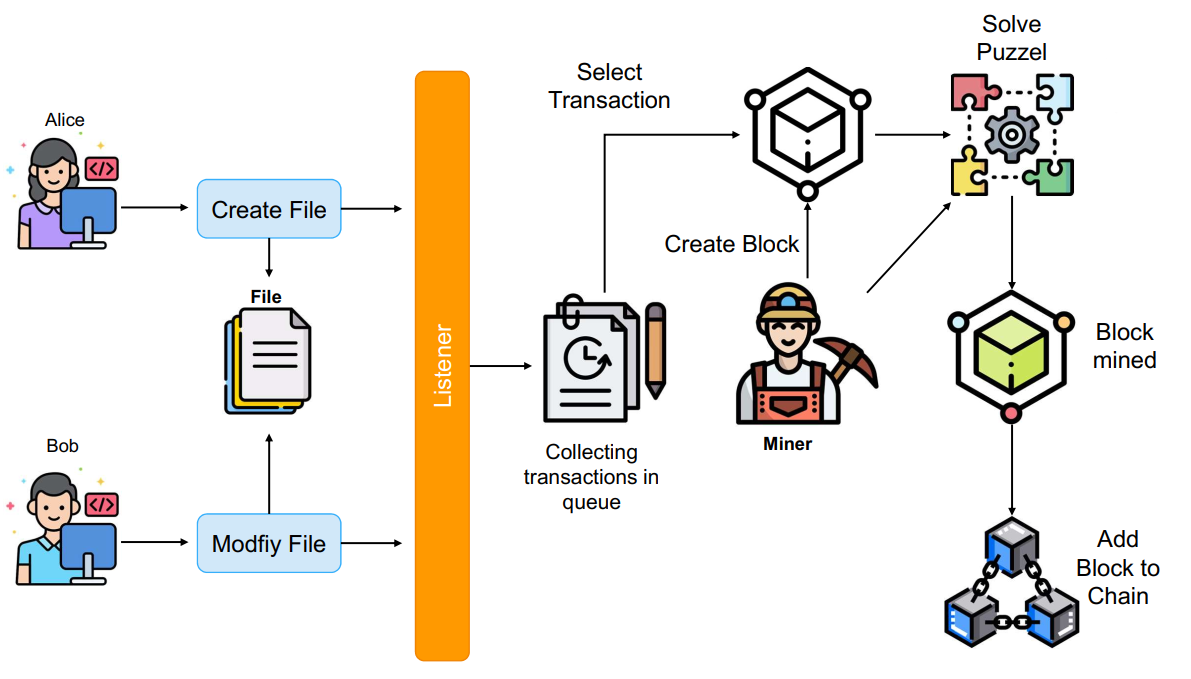 Alice
</>
Create File
File
Bob
</>
Modfiy File
Listener
Collecting
transactions in
queue
Select
Transaction
Create Block
Miner
Solve
Puzzel
Block
mined
Add
Block to
Chain